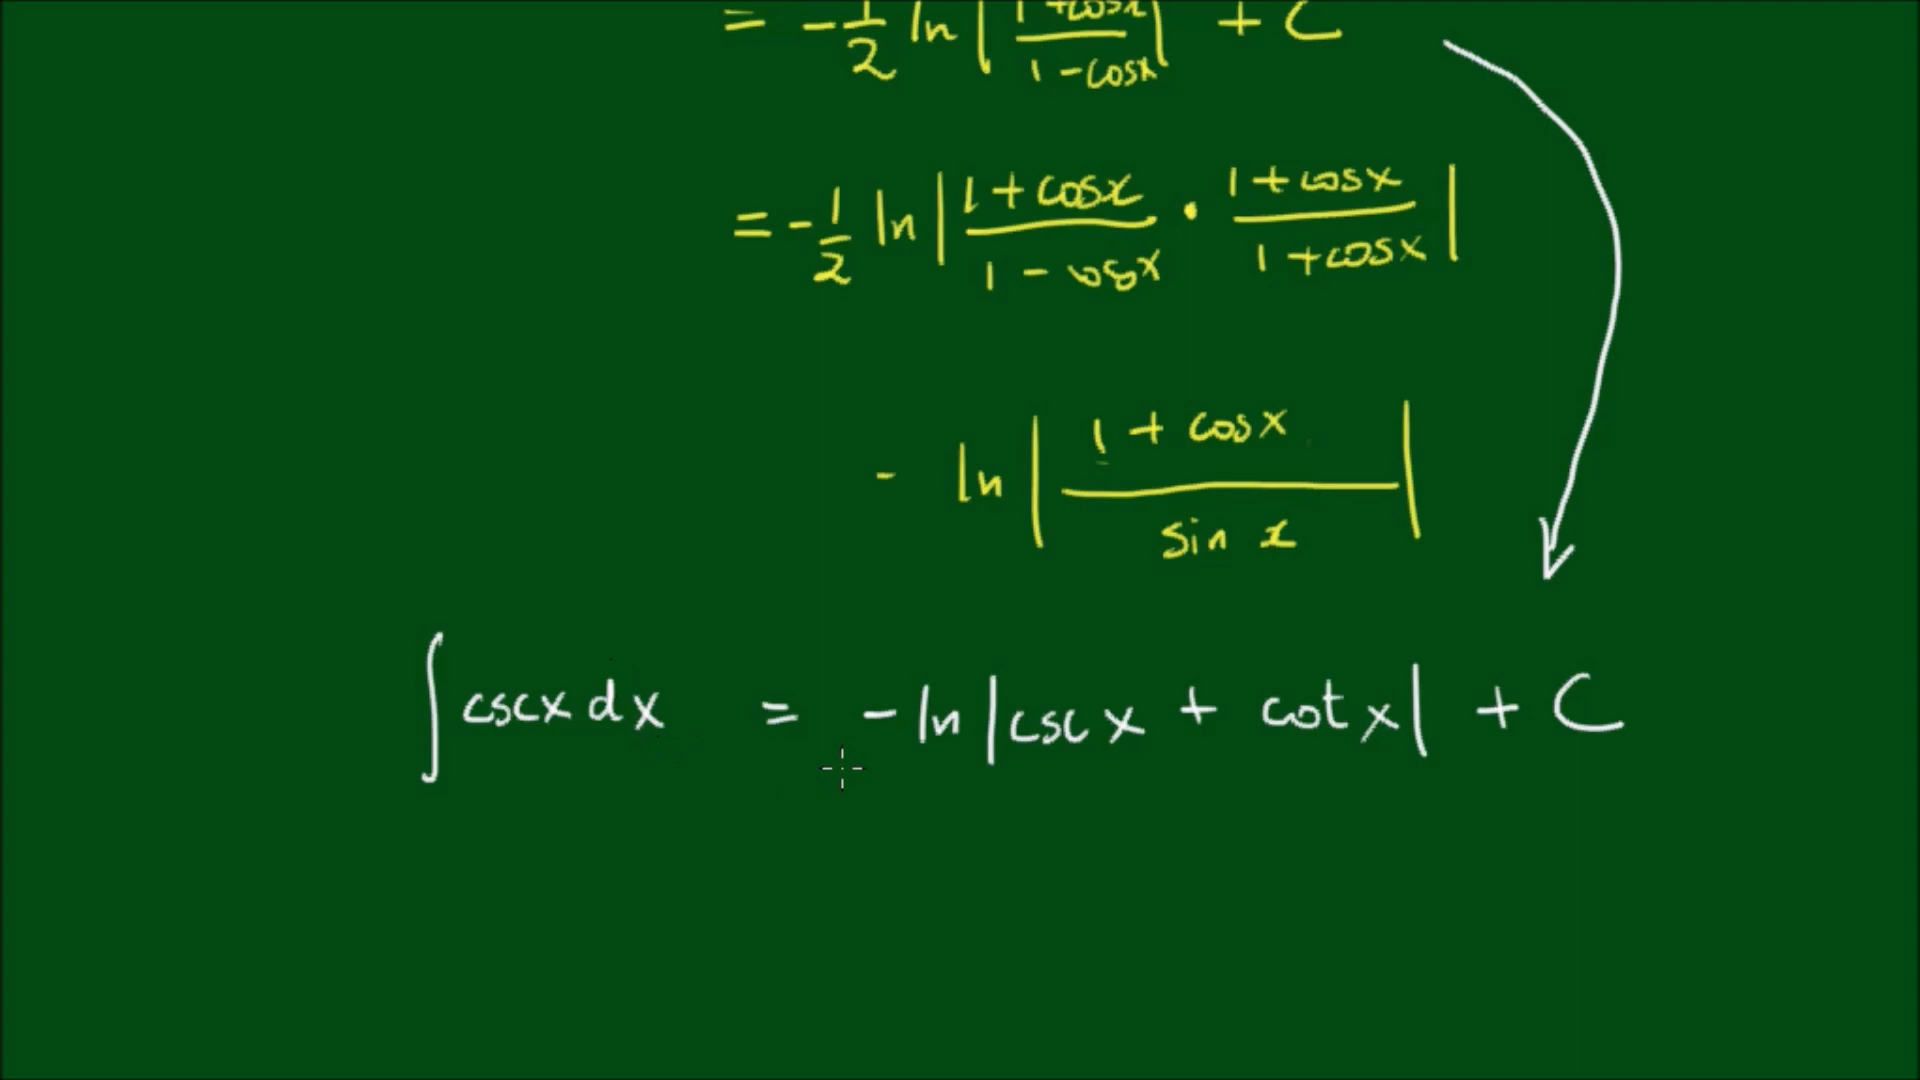 = -1/2 ln |(1+cosx)/(1-cosx)| + C
= -1/2 ln |(1+cosx)/(1-cosx) · (1+cosx)/(1+cosx)|
- ln |(1+cosx)/(sin x)|
∫ cscx dx = -ln |csc x + cot x| + C